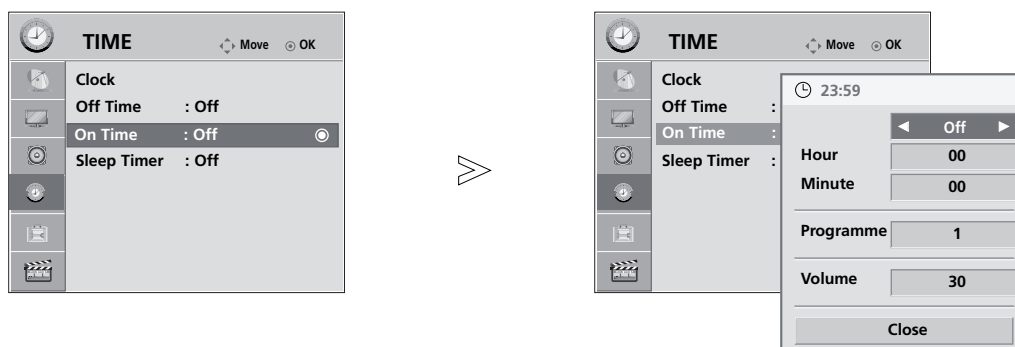 TIME
Move OK
Clock
Off Time : Off
On Time : Off
Sleep Timer : Off
TIME
Move OK
Clock
Off Time :
On Time :
Sleep Timer :
23:59
◀ Off ▶
Hour 00
Minute 00
Programme 1
Volume 30
Close